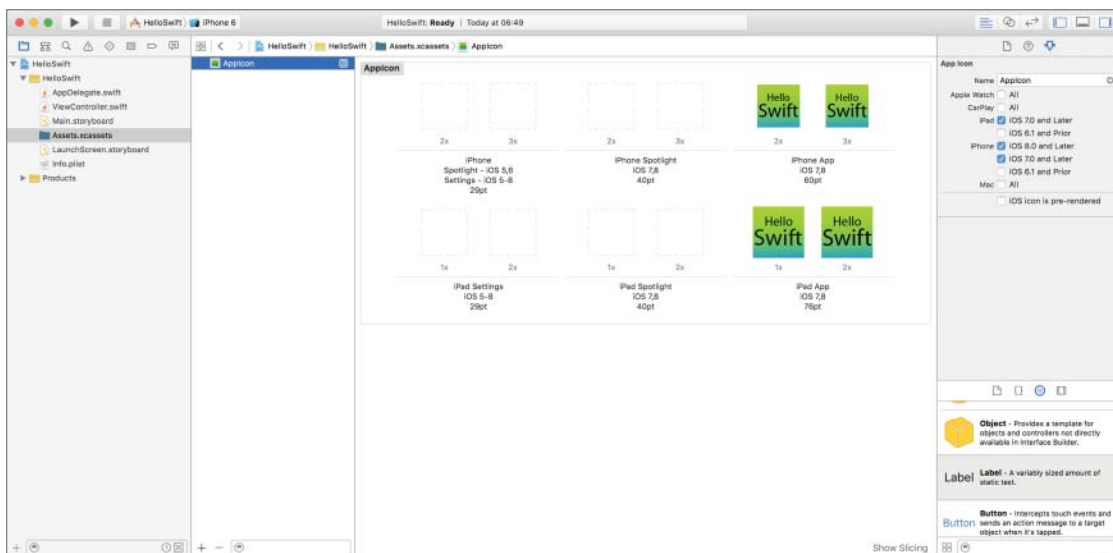 HelloSwift iPhone 6
HelloSwift: Ready | Today at 06:49
HelloSwift HelloSwift Assets.xcassets AppIcon
HelloSwift
HelloSwift
AppDelegate.swift
ViewController.swift
Main.storyboard
Assets.xcassets
LaunchScreen.storyboard
Info.plist
Products
AppIcon
AppIcon
Hello Swift
Hello Swift
2x 3x 2x 3x 2x 3x
iPhone
Spotlight - iOS 5,6
Settings - iOS 5-8
29pt
iPhone Spotlight
iOS 7,8
40pt
iPhone App
iOS 7,8
60pt
Hello Swift
Hello Swift
1x 2x 1x 2x 1x 2x
iPad Settings
iOS 5-8
29pt
iPad Spotlight
iOS 7,8
40pt
iPad App
iOS 7,8
76pt
Show Slicing
App Icon
Name AppIcon
Apple Watch All
CarPlay All
iPad iOS 7.0 and Later
iOS 6.1 and Prior
iPhone iOS 8.0 and Later
iOS 7.0 and Later
iOS 6.1 and Prior
Mac All
iOS icon is pre-rendered
Object - Provides a template for
objects and controllers not directly
available in Interface Builder.
Label
Label - A variably sized amount of
static text.
Button
Button - Intercepts touch events and
sends an action message to a target
object when it's tapped.